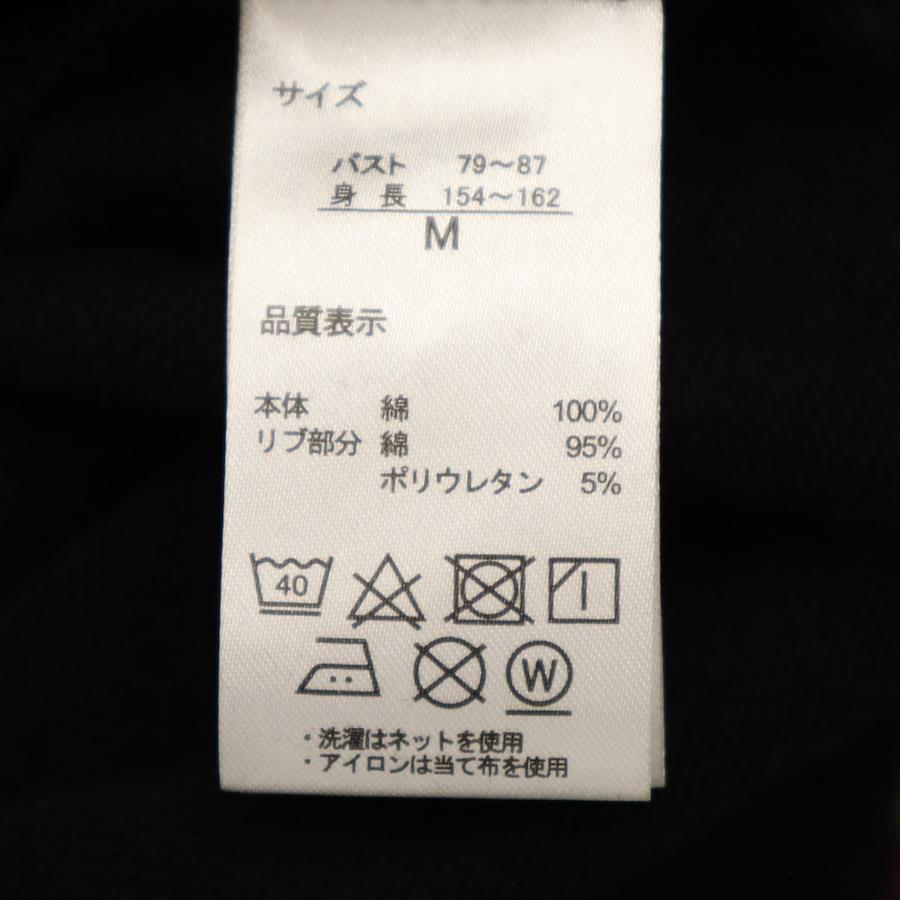 サイズ
バスト 79～87
身長 154～162
M
品質表示
本体 綿 100%
リブ部分 綿 95%
ポリウレタン 5%
40
W
・洗濯はネットを使用
・アイロンは当て布を使用